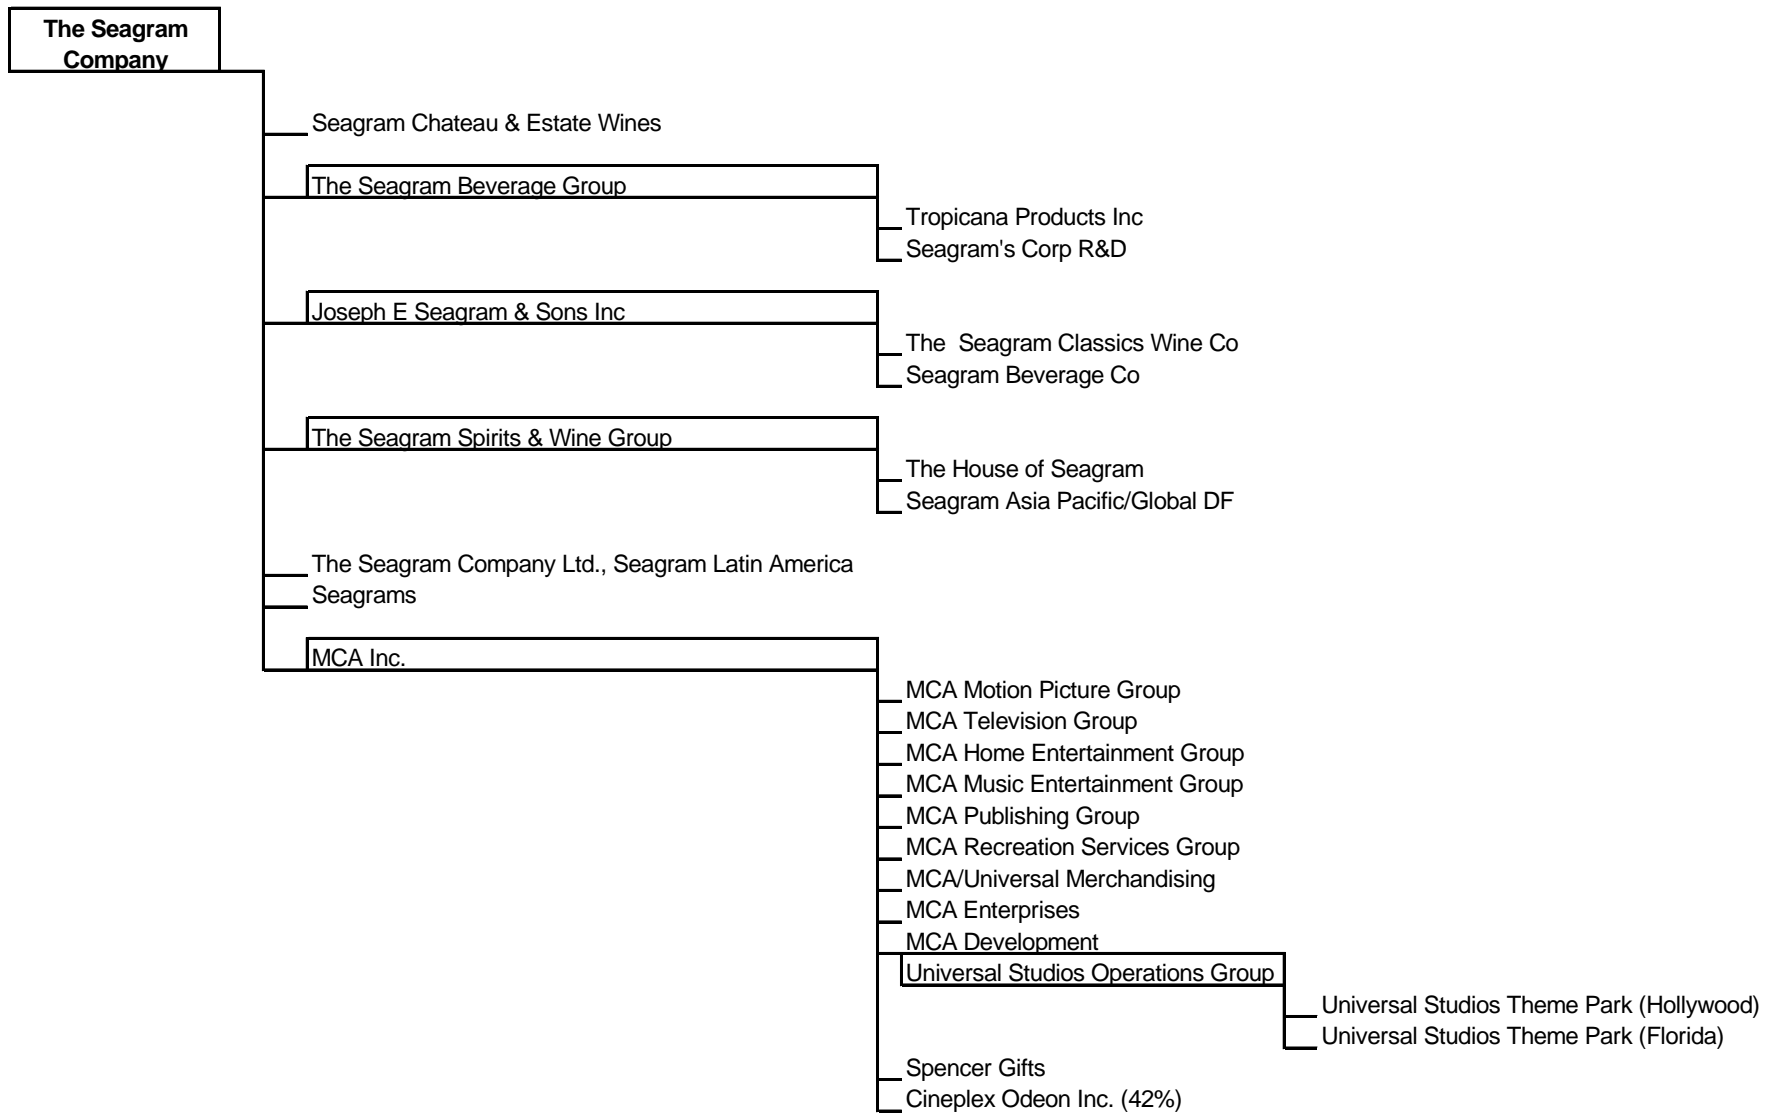 The Seagram
Company
Seagram Chateau & Estate Wines
The Seagram Beverage Group
Tropicana Products Inc
Seagram's Corp R&D
Joseph E Seagram & Sons Inc
The  Seagram Classics Wine Co
Seagram Beverage Co
The Seagram Spirits & Wine Group
The House of Seagram
Seagram Asia Pacific/Global DF
The Seagram Company Ltd., Seagram Latin America
Seagrams
MCA Inc.
MCA Motion Picture Group
MCA Television Group
MCA Home Entertainment Group
MCA Music Entertainment Group
MCA Publishing Group
MCA Recreation Services Group
MCA/Universal Merchandising
MCA Enterprises
MCA Development
Universal Studios Operations Group
Universal Studios Theme Park (Hollywood)
Universal Studios Theme Park (Florida)
Spencer Gifts
Cineplex Odeon Inc. (42%)